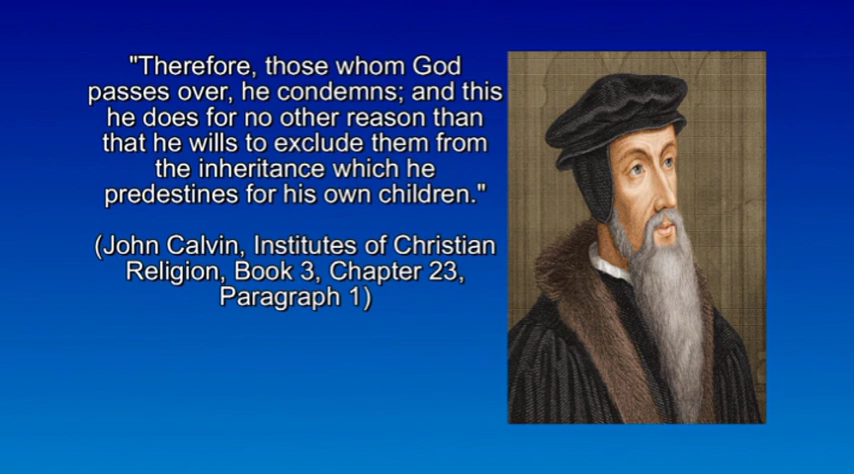 "Therefore, those whom God
passes over, he condemns; and this
he does for no other reason than
that he wills to exclude them from
the inheritance which he
predestines for his own children."
(John Calvin, Institutes of Christian
Religion, Book 3, Chapter 23,
Paragraph 1)